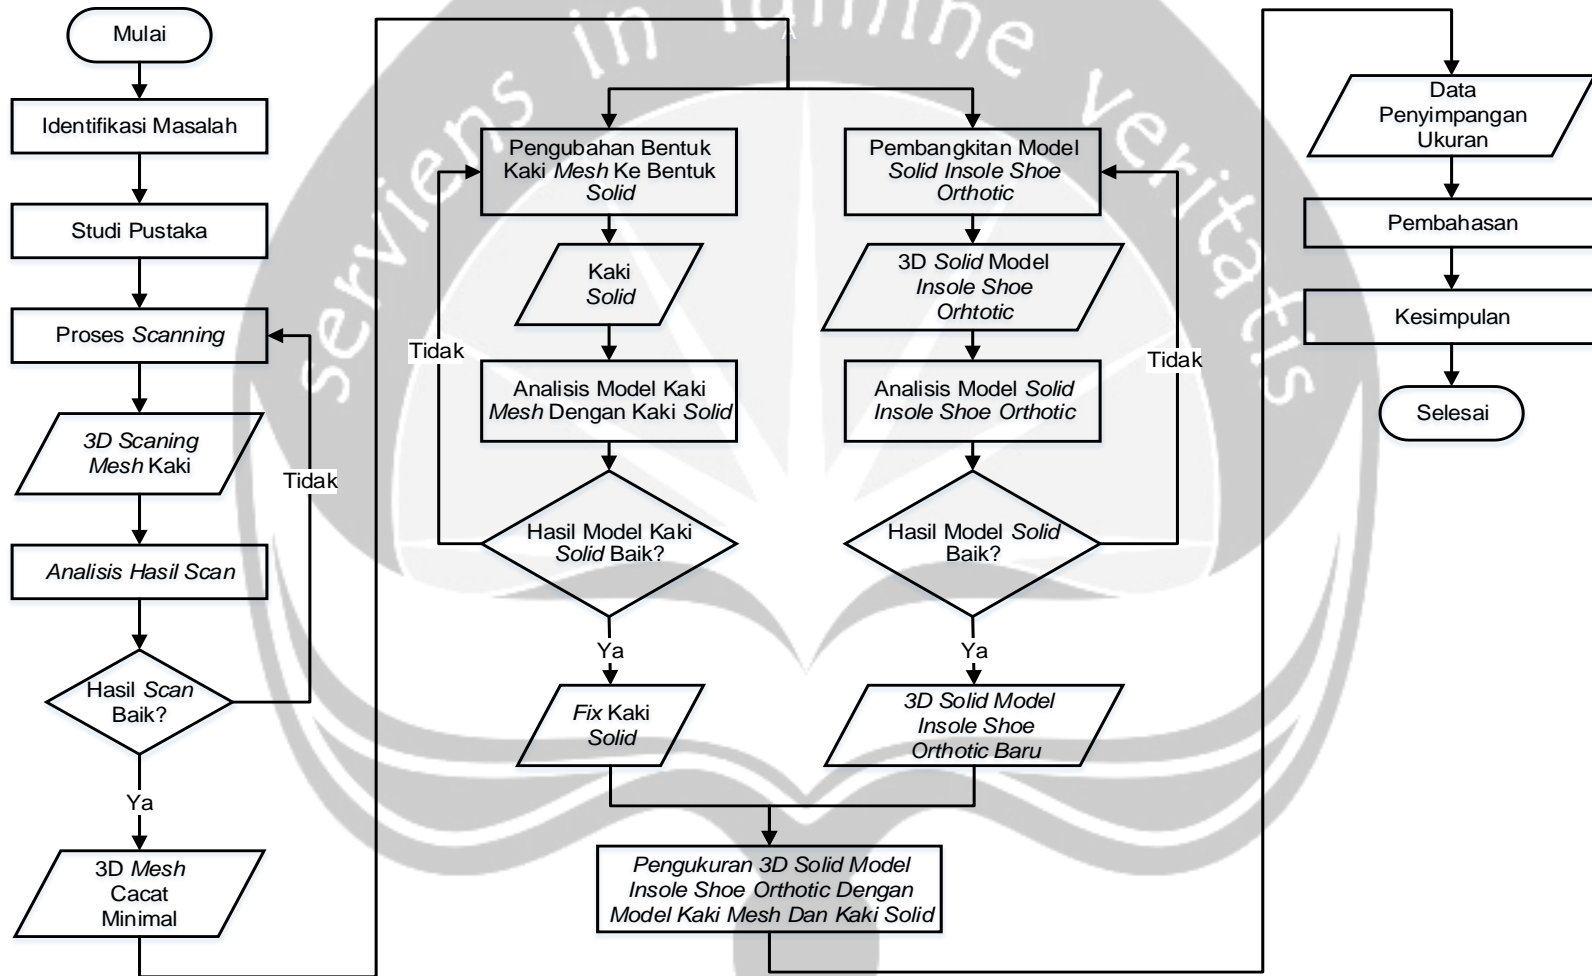 Mulai
Identifikasi Masalah
Studi Pustaka
Proses Scanning
3D Scaning
Mesh Kaki
Tidak
Analisis Hasil Scan
Hasil Scan
Baik?
Ya
3D Mesh
Cacat
Minimal
A
Pengubahan Bentuk
Kaki Mesh Ke Bentuk
Solid
Kaki
Solid
Tidak
Analisis Model Kaki
Mesh Dengan Kaki Solid
Hasil Model Kaki
Solid Baik?
Ya
Fix Kaki
Solid
Pembangkitan Model
Solid Insole Shoe
Orthotic
3D Solid Model
Insole Shoe
Orhtotic
Tidak
Analisis Model Solid
Insole Shoe Orthotic
Hasil Model Solid
Baik?
Ya
3D Solid Model
Insole Shoe
Orthotic Baru
Pengukuran 3D Solid Model
Insole Shoe Orthotic Dengan
Model Kaki Mesh Dan Kaki Solid
Data
Penyimpangan
Ukuran
Pembahasan
Kesimpulan
Selesai
serviens in lumine veritatis